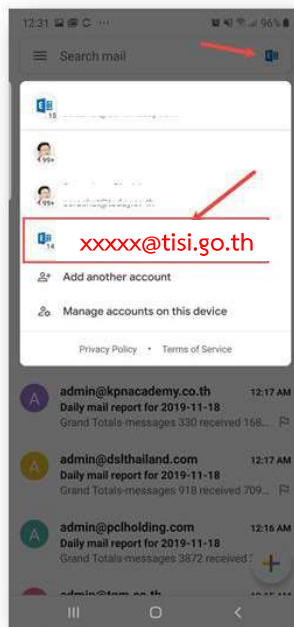 12:31 C ... 96%
Search mail
15
99+
99+
xxxxx@tisi.go.th
14
Add another account
Manage accounts on this device
Privacy Policy • Terms of Service
A admin@kpnacademy.co.th 12:17 AM
Daily mail report for 2019-11-18
Grand Totals-messages 330 received 168...
A admin@dslthailand.com 12:17 AM
Daily mail report for 2019-11-18
Grand Totals-messages 918 received 709...
A admin@pclholding.com 12:16 AM
Daily mail report for 2019-11-18
Grand Totals-messages 3872 received